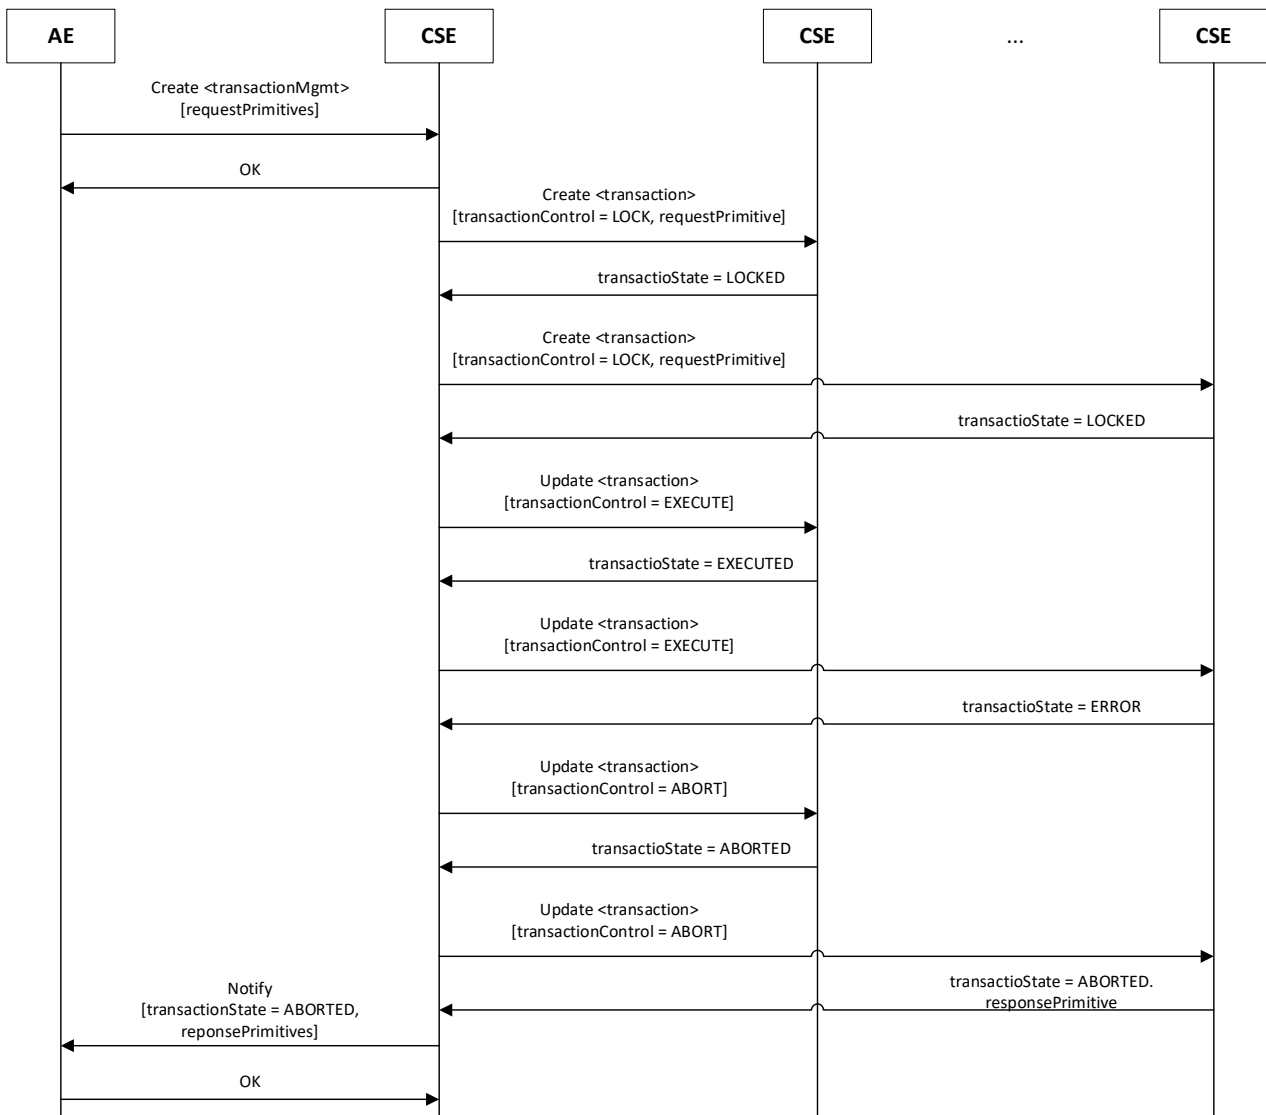 AE
CSE
CSE
...
CSE
Create <transactionMgmt>
[requestPrimitives]
OK
Create <transaction>
[transactionControl = LOCK, requestPrimitive]
transactioState = LOCKED
Create <transaction>
[transactionControl = LOCK, requestPrimitive]
transactioState = LOCKED
Update <transaction>
[transactionControl = EXECUTE]
transactioState = EXECUTED
Update <transaction>
[transactionControl = EXECUTE]
transactioState = ERROR
Update <transaction>
[transactionControl = ABORT]
transactioState = ABORTED
Update <transaction>
[transactionControl = ABORT]
transactioState = ABORTED.
responsePrimitive
Notify
[transactionState = ABORTED,
reponsePrimitives]
OK